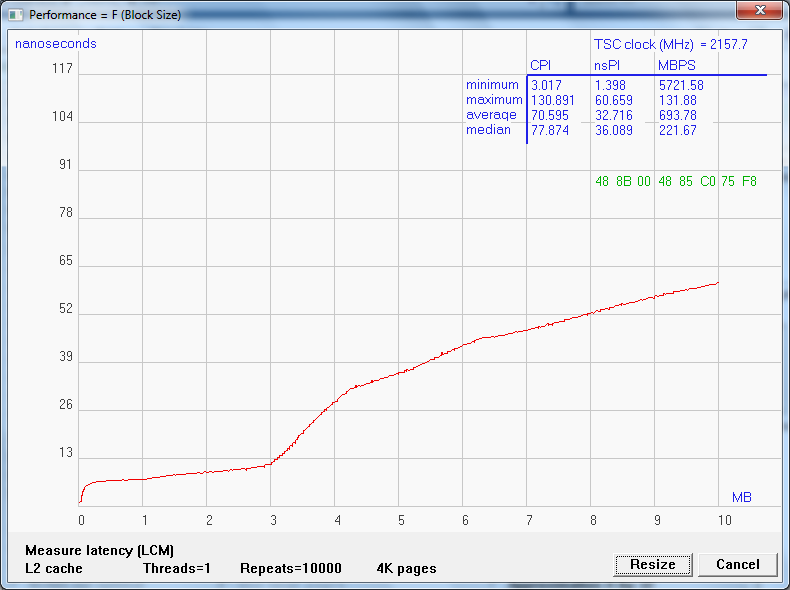 Performance = F (Block Size)
nanoseconds
TSC clock (MHz) = 2157.7
CPI nsPI MBPS
minimum 3.017 1.398 5721.58
maximum 130.891 60.659 131.88
average 70.595 32.716 693.78
median 77.874 36.089 221.67
48 8B 00 48 85 C0 75 F8
117
104
91
78
65
52
39
26
13
MB
0 1 2 3 4 5 6 7 8 9 10
Measure latency (LCM)
L2 cache Threads=1 Repeats=10000 4K pages
Resize Cancel